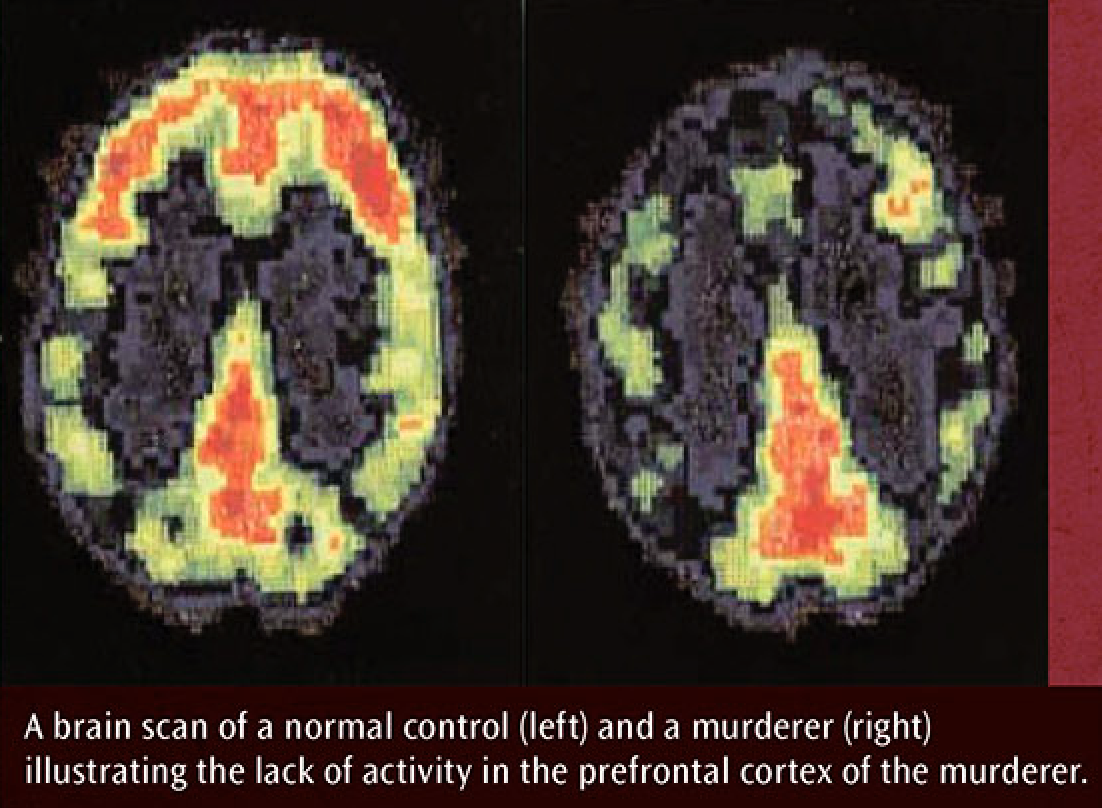 A brain scan of a normal control (left) and a murderer (right)
illustrating the lack of activity in the prefrontal cortex of the murderer.